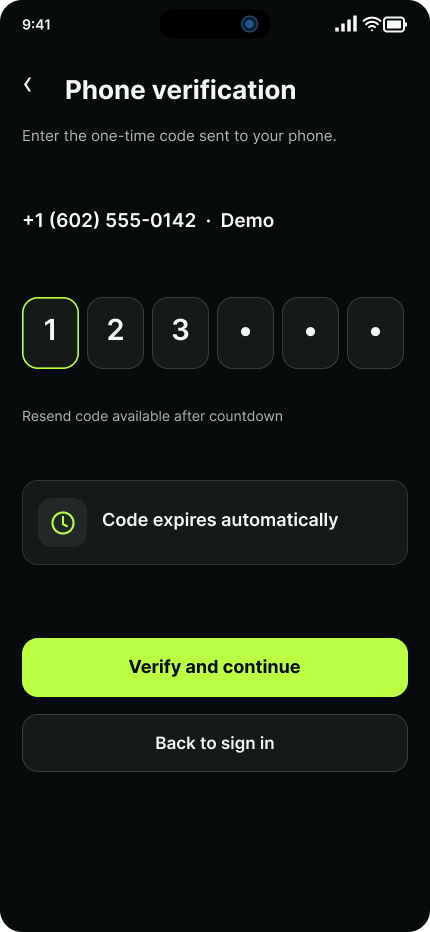 9:41
Phone verification
Enter the one-time code sent to your phone.
+1 (602) 555-0142 · Demo
1 2 3 • • •
Resend code available after countdown
Code expires automatically
Verify and continue
Back to sign in